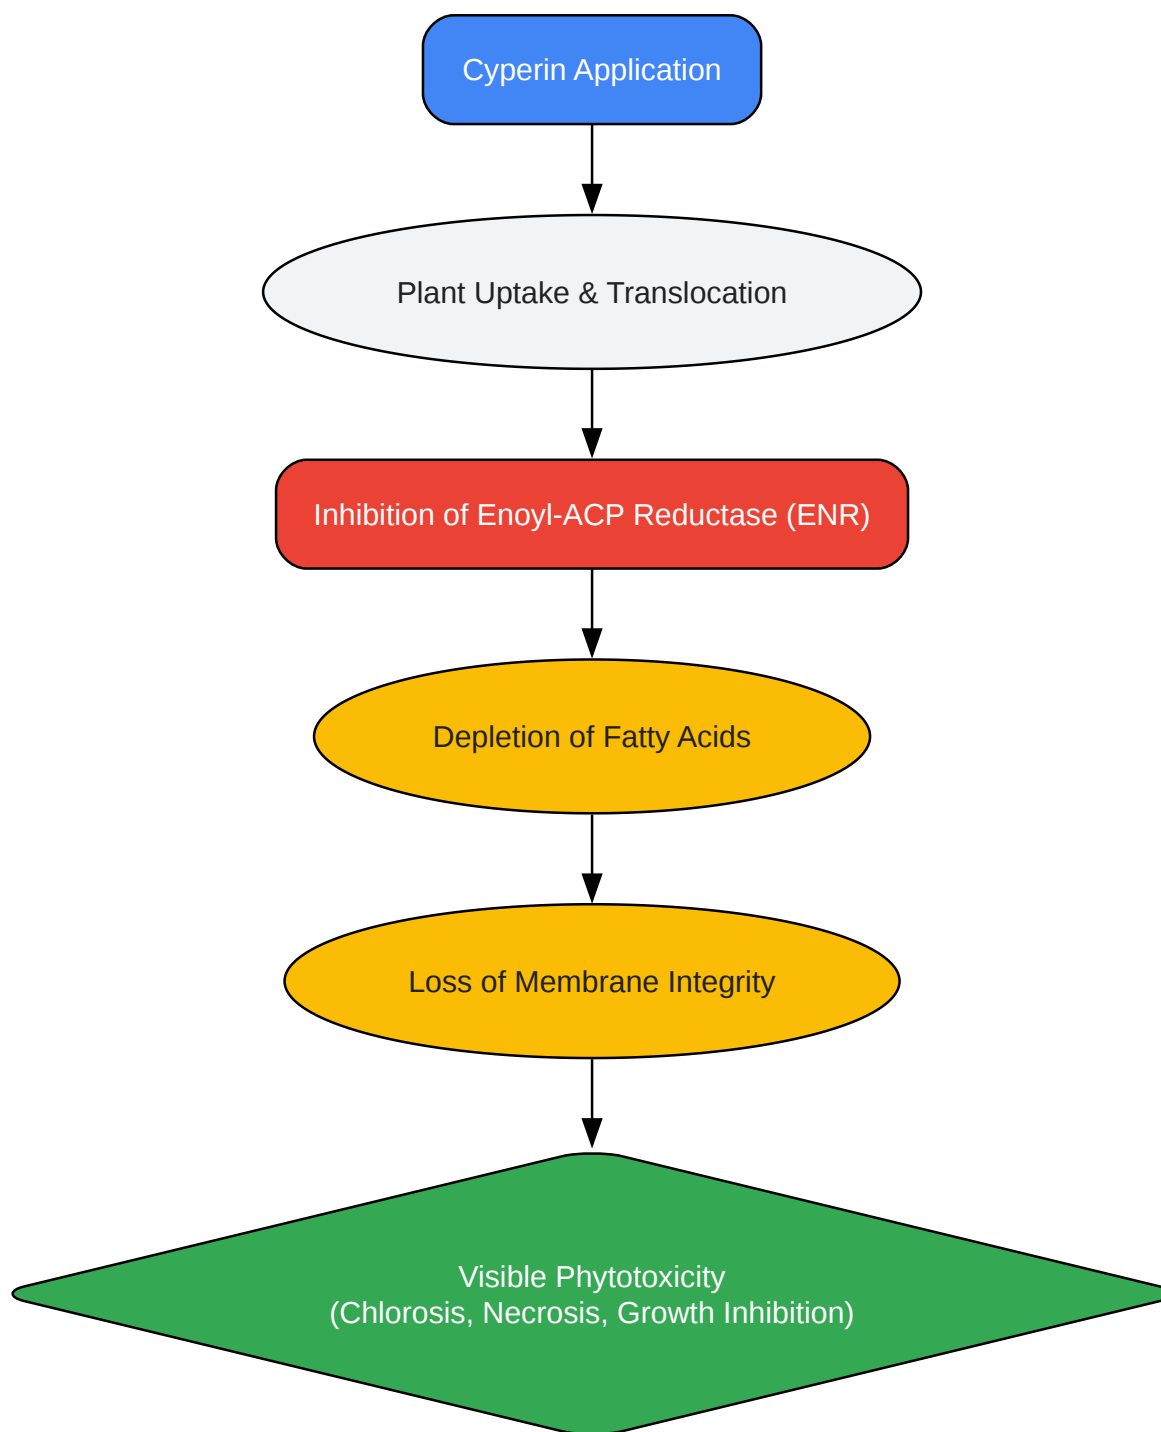 Cyperin Application
Plant Uptake & Translocation
Inhibition of Enoyl-ACP Reductase (ENR)
Depletion of Fatty Acids
Loss of Membrane Integrity
Visible Phytotoxicity
(Chlorosis, Necrosis, Growth Inhibition)